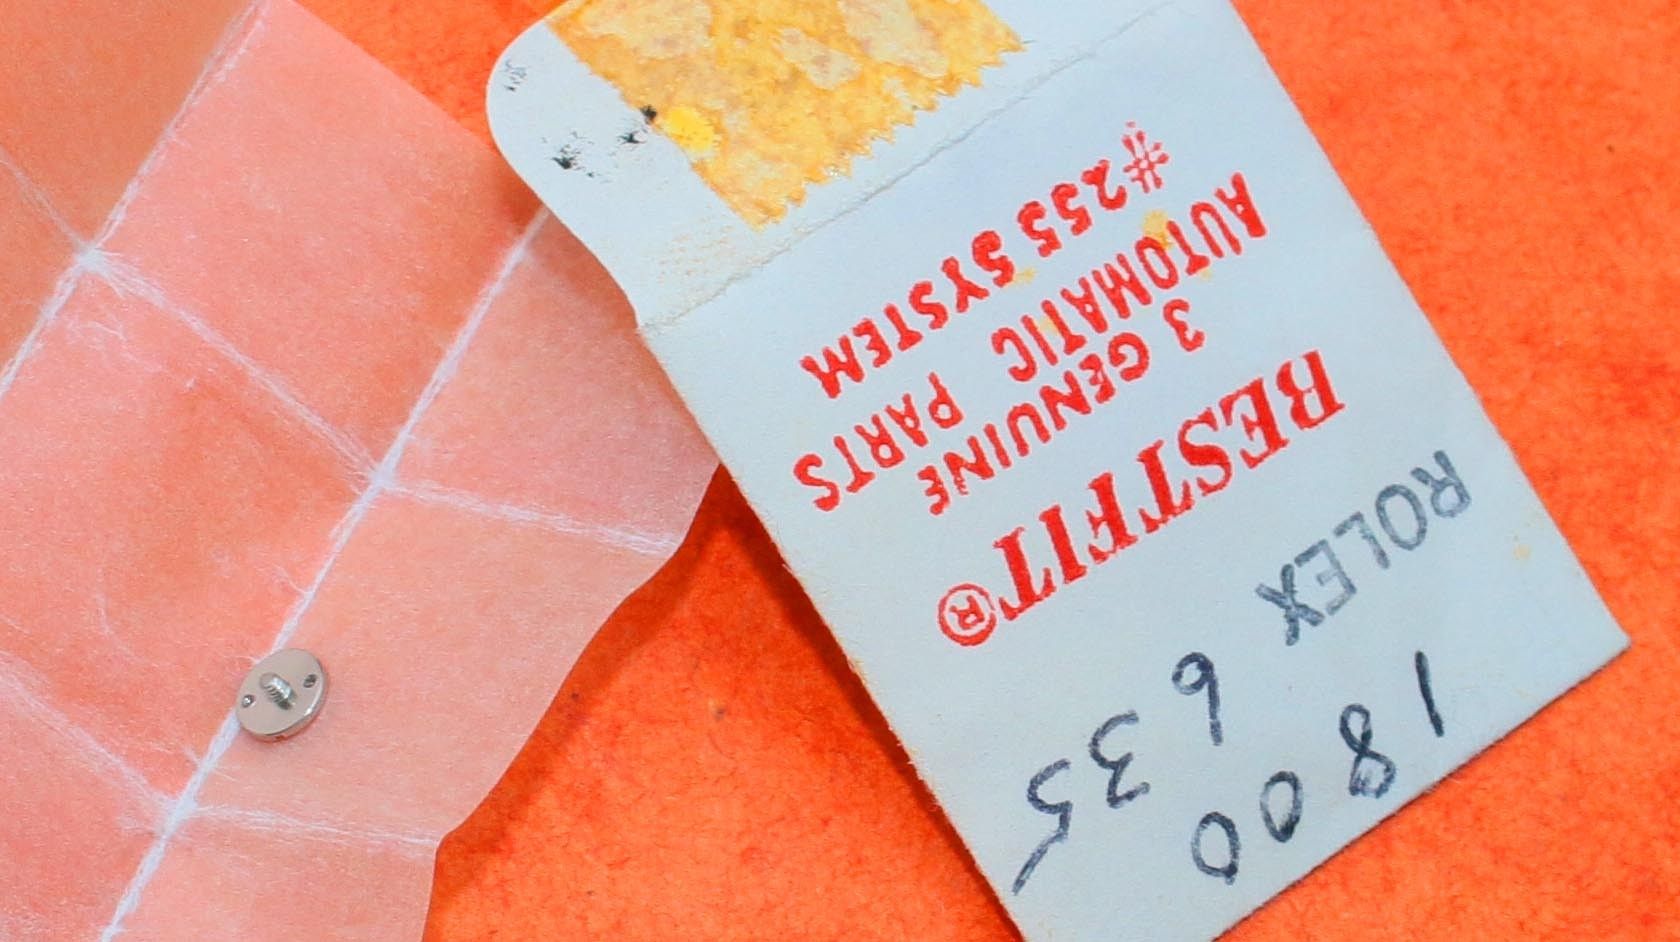 1800
ROLEX 635
BESTFIT®
3 GENUINE
AUTOMATIC PARTS
#255 SYSTEM